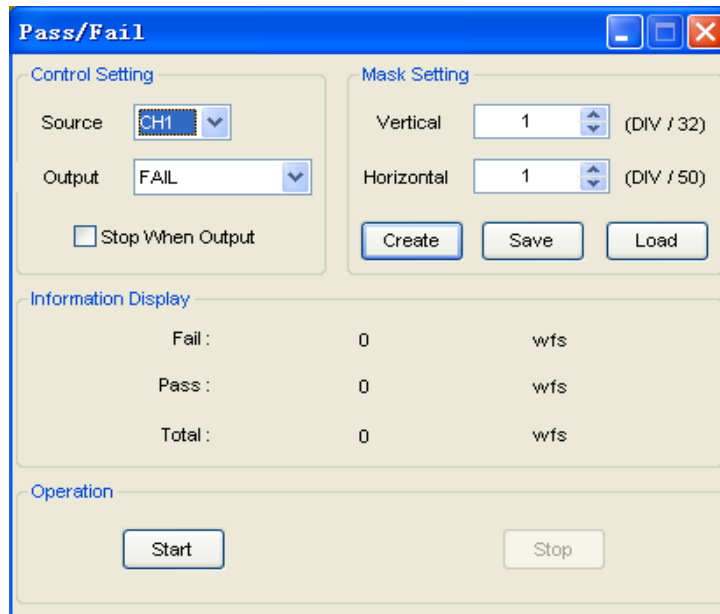 Pass/Fail
Control Setting
Source CH1
Output FAIL
Stop When Output
Mask Setting
Vertical 1 (DIV / 32)
Horizontal 1 (DIV / 50)
Create Save Load
Information Display
Fail : 0 wfs
Pass : 0 wfs
Total : 0 wfs
Operation
Start Stop